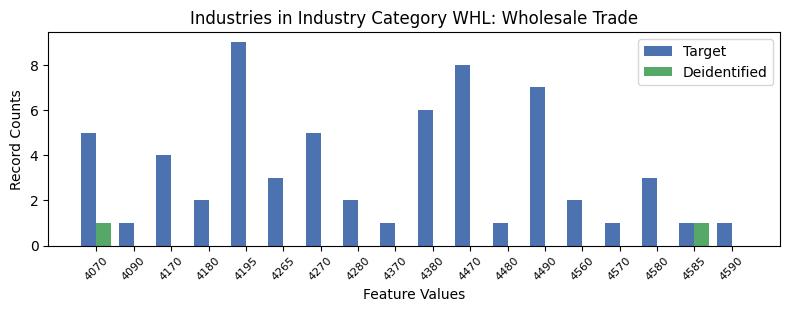 Industries in Industry Category WHL: Wholesale Trade
Target
Deidentified
Record Counts
8
6
4
2
0
4070 4090 4170 4180 4195 4265 4270 4280 4370 4380 4470 4480 4490 4560 4570 4580 4585 4590
Feature Values